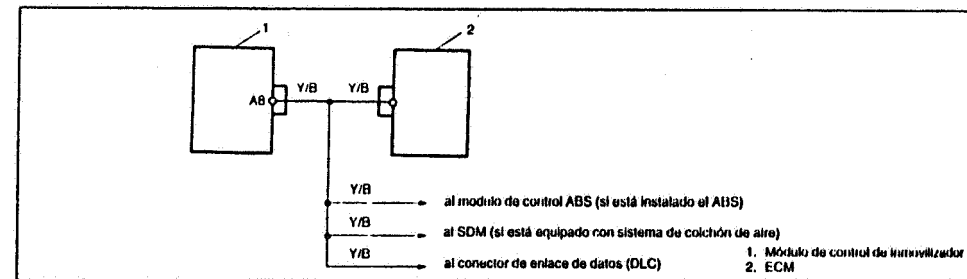 1
2
A8
Y/B
Y/B
Y/B
al modulo de control ABS (si está instalado el ABS)
Y/B
al SDM (si está equipado con sistema de colchón de aire)
Y/B
al conector de enlace de datos (DLC)
1. Módulo de control de inmovilizador
2. ECM